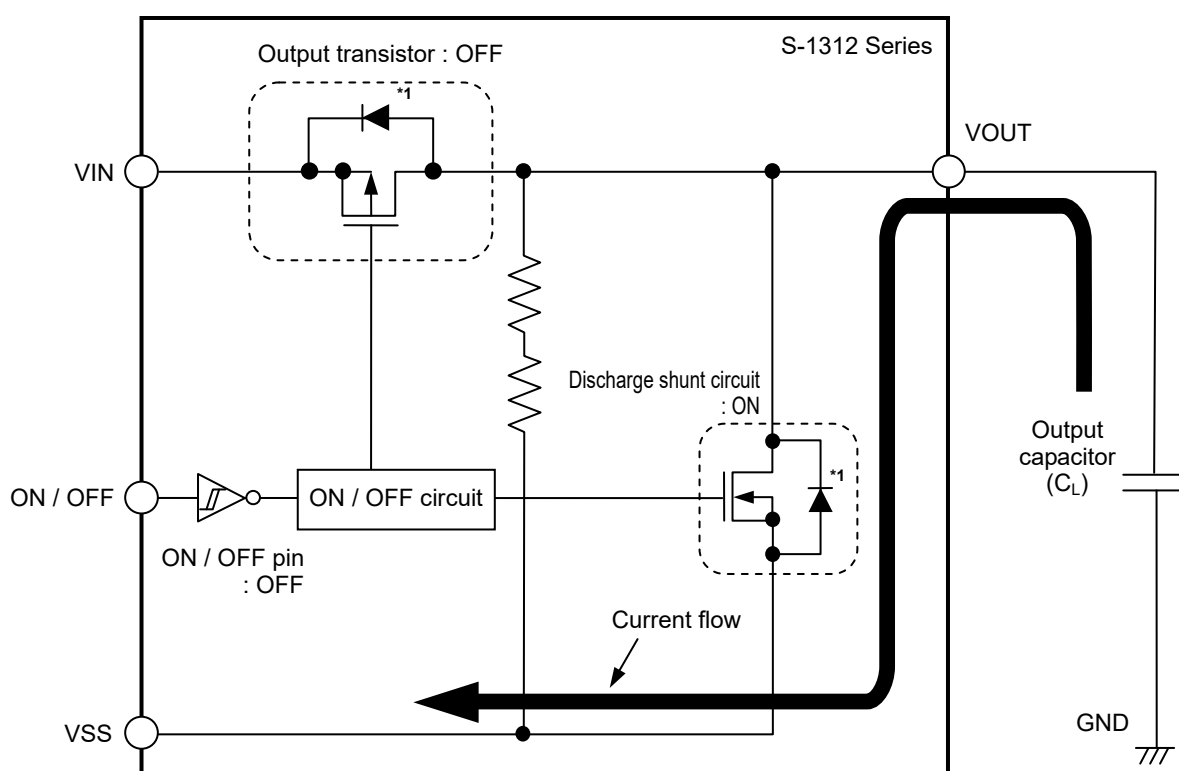 S-1312 Series
Output transistor : OFF
*1
VOUT
VIN
Discharge shunt circuit
: ON
*1
Output
capacitor
(CL)
ON / OFF
ON / OFF circuit
ON / OFF pin
: OFF
Current flow
GND
VSS